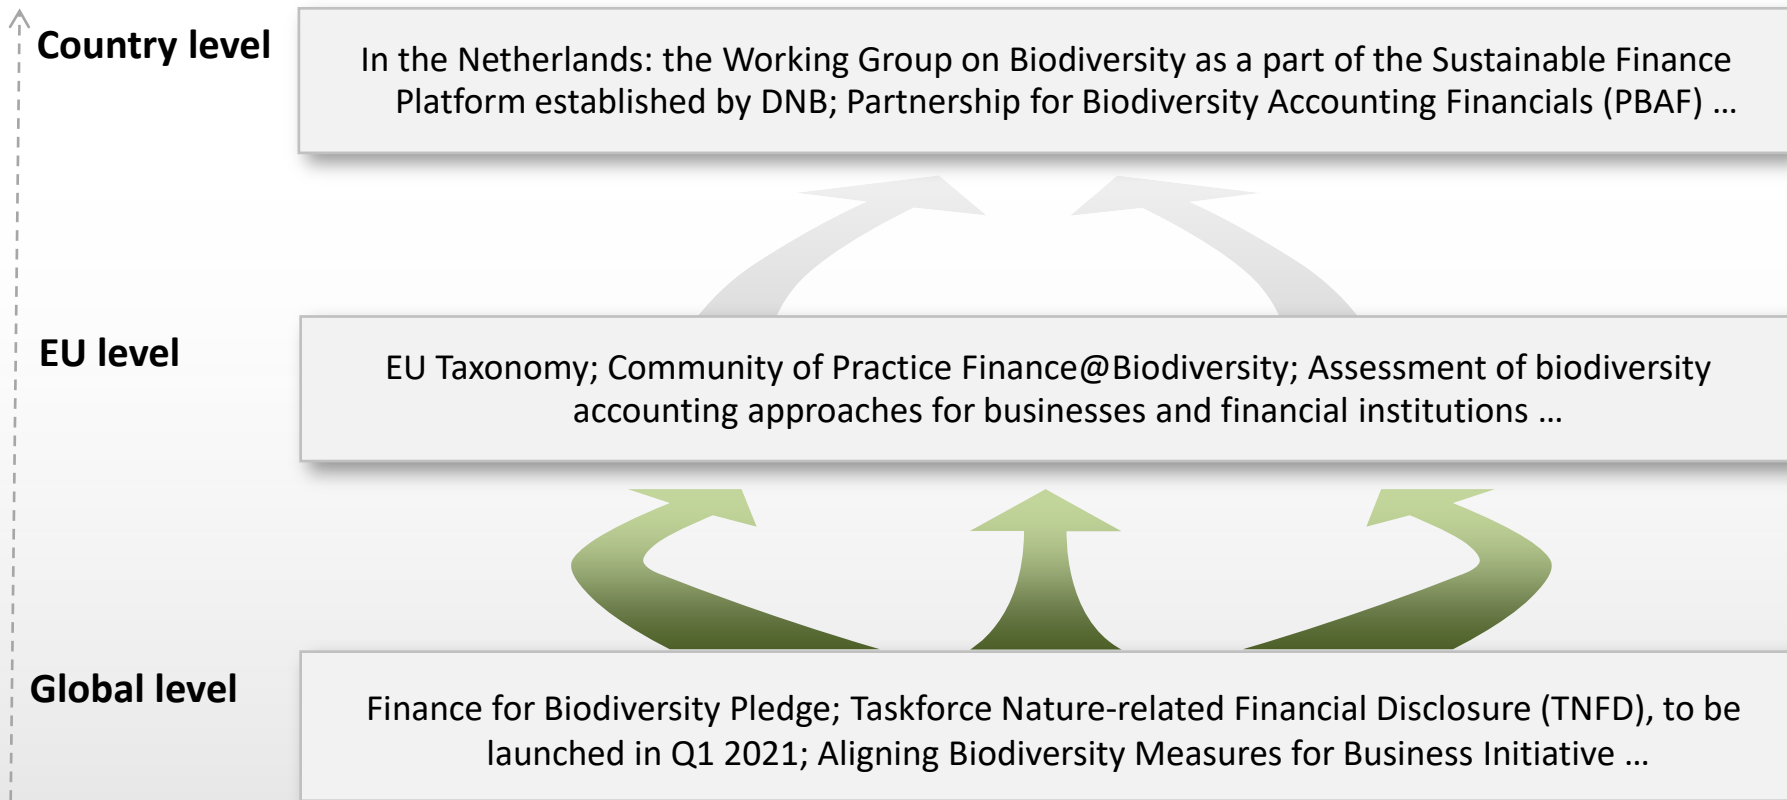 Country level
In the Netherlands: the Working Group on Biodiversity as a part of the Sustainable Finance
Platform established by DNB; Partnership for Biodiversity Accounting Financials (PBAF) …
EU level
EU Taxonomy; Community of Practice Finance@Biodiversity; Assessment of biodiversity
accounting approaches for businesses and financial institutions …
Global level
Finance for Biodiversity Pledge; Taskforce Nature-related Financial Disclosure (TNFD), to be
launched in Q1 2021; Aligning Biodiversity Measures for Business Initiative …